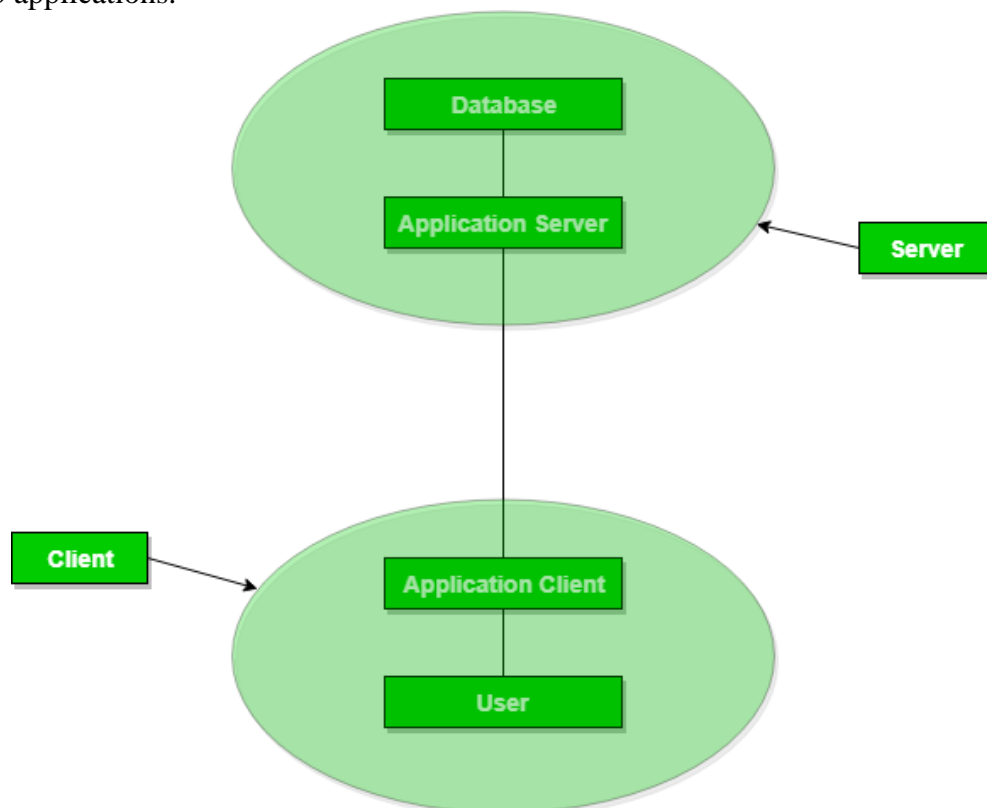 applications.
Database
Application Server
Server
Client
Application Client
User